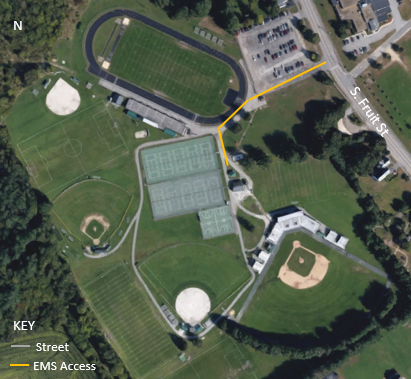 N
S. Fruit St
KEY
Street
EMS Access